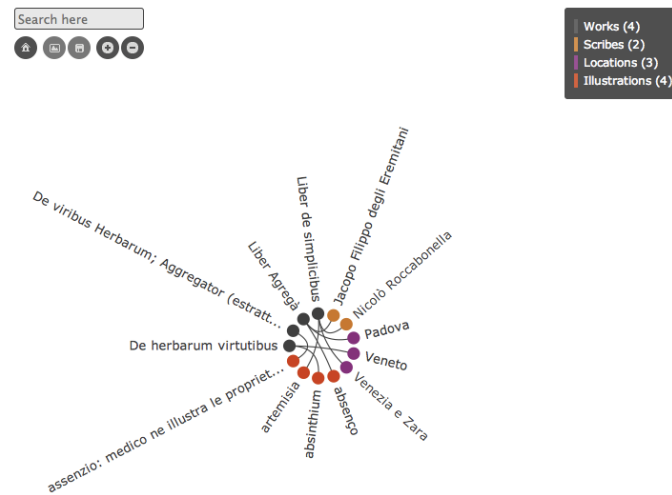 Search here
Works (4)
Scribes (2)
Locations (3)
Illustrations (4)
De viribus Herbarum; Aggregator (estratt...
Liber Agregà
Liber de simplicibus
Jacopo Filippo degli Eremitani
Nicolò Roccabonella
Padova
Veneto
Venezia e Zara
absenço
absinthium
artemisia
assenzio: medico ne illustra le propriet...
De herbarum virtutibus